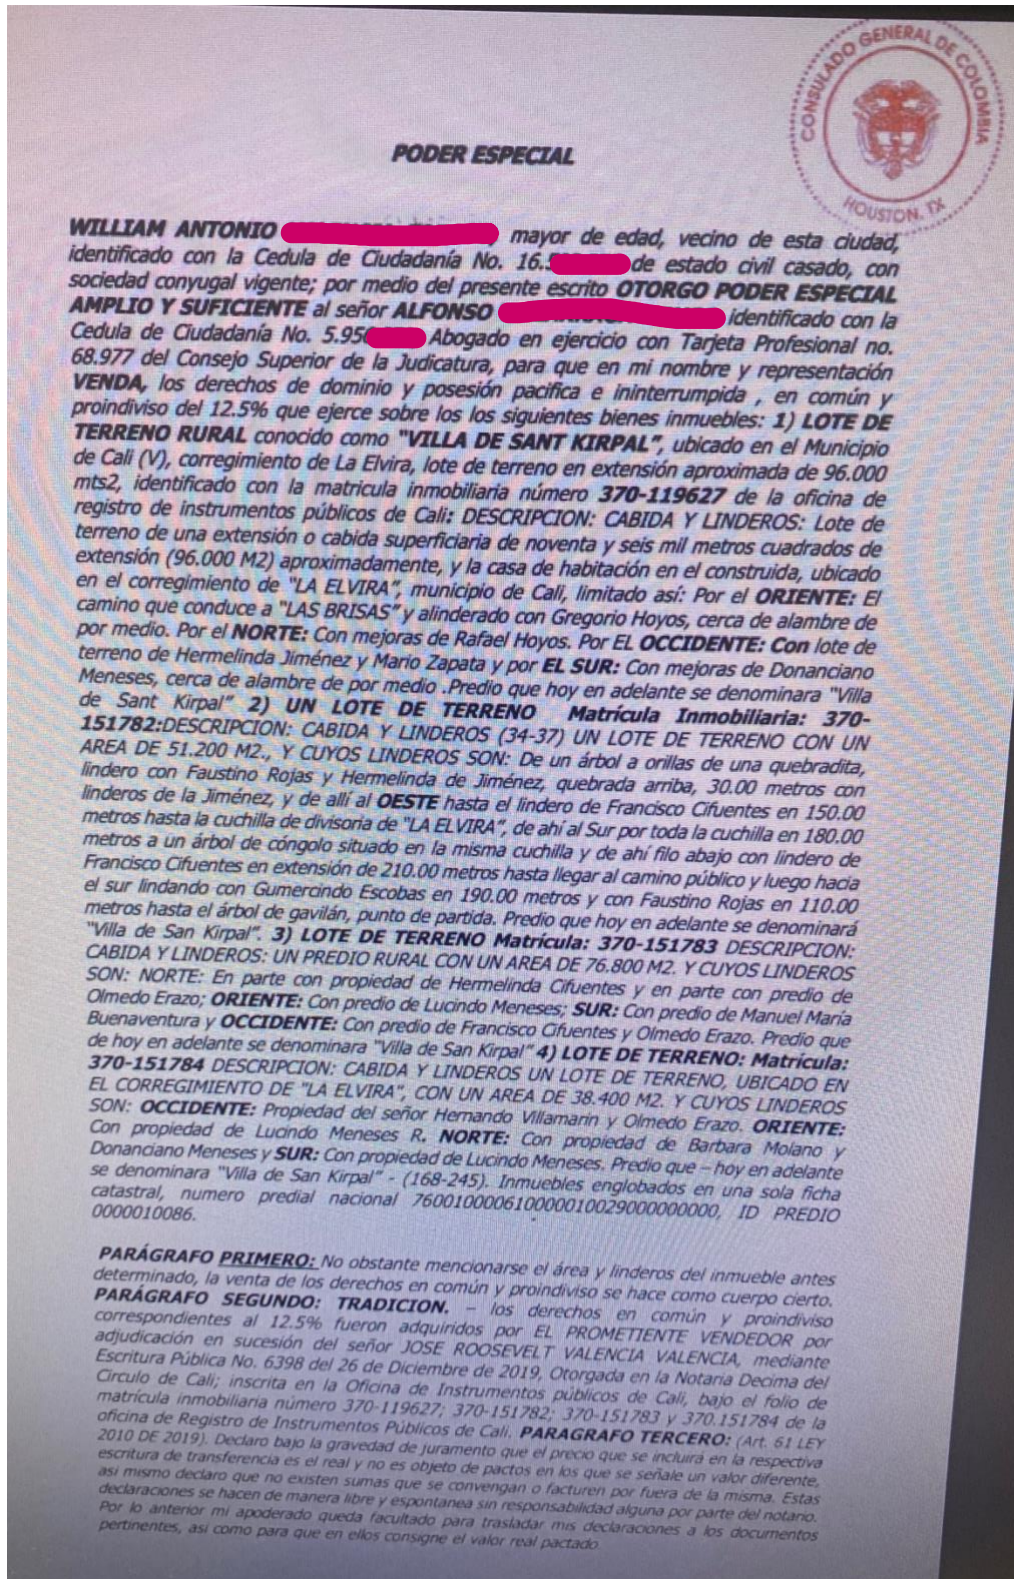 CONSULADO GENERAL DE COLOMBIA
HOUSTON, TX
PODER ESPECIAL
WILLIAM ANTONIO mayor de edad, vecino de esta ciudad,
identificado con la Cedula de Ciudadanía No. 16. de estado civil casado, con
sociedad conyugal vigente; por medio del presente escrito OTORGO PODER ESPECIAL
AMPLIO Y SUFICIENTE al señor ALFONSO identificado con la
Cedula de Ciudadanía No. 5.95 Abogado en ejercicio con Tarjeta Profesional no.
68.977 del Consejo Superior de la Judicatura, para que en mi nombre y representación
VENDA, los derechos de dominio y posesión pacifica e ininterrumpida , en común y
proindiviso del 12.5% que ejerce sobre los los siguientes bienes inmuebles: 1) LOTE DE
TERRENO RURAL conocido como "VILLA DE SANT KIRPAL", ubicado en el Municipio
de Cali (V), corregimiento de La Elvira, lote de terreno en extensión aproximada de 96.000
mts2, identificado con la matricula inmobiliaria número 370-119627 de la oficina de
registro de instrumentos públicos de Cali: DESCRIPCION: CABIDA Y LINDEROS: Lote de
terreno de una extensión o cabida superficiaria de noventa y seis mil metros cuadrados de
extensión (96.000 M2) aproximadamente, y la casa de habitación en el construida, ubicado
en el corregimiento de "LA ELVIRA", municipio de Cali, limitado así: Por el ORIENTE: El
camino que conduce a "LAS BRISAS" y alinderado con Gregorio Hoyos, cerca de alambre de
por medio. Por el NORTE: Con mejoras de Rafael Hoyos. Por EL OCCIDENTE: Con lote de
terreno de Hermelinda Jiménez y Mario Zapata y por EL SUR: Con mejoras de Donanciano
Meneses, cerca de alambre de por medio .Predio que hoy en adelante se denominara "Villa
de Sant Kirpal" 2) UN LOTE DE TERRENO Matrícula Inmobiliaria: 370-
151782:DESCRIPCION: CABIDA Y LINDEROS (34-37) UN LOTE DE TERRENO CON UN
AREA DE 51.200 M2., Y CUYOS LINDEROS SON: De un árbol a orillas de una quebradita,
lindero con Faustino Rojas y Hermelinda de Jiménez, quebrada arriba, 30.00 metros con
linderos de la Jiménez, y de allí al OESTE hasta el lindero de Francisco Cifuentes en 150.00
metros hasta la cuchilla de divisoria de "LA ELVIRA", de ahí al Sur por toda la cuchilla en 180.00
metros a un árbol de cóngolo situado en la misma cuchilla y de ahí filo abajo con lindero de
Francisco Cifuentes en extensión de 210.00 metros hasta llegar al camino público y luego hacia
el sur lindando con Gumercindo Escobas en 190.00 metros y con Faustino Rojas en 110.00
metros hasta el árbol de gavilán, punto de partida. Predio que hoy en adelante se denominará
"Villa de San Kirpal". 3) LOTE DE TERRENO Matrícula: 370-151783 DESCRIPCION:
CABIDA Y LINDEROS: UN PREDIO RURAL CON UN AREA DE 76.800 M2. Y CUYOS LINDEROS
SON: NORTE: En parte con propiedad de Hermelinda Cifuentes y en parte con predio de
Olmedo Erazo; ORIENTE: Con predio de Lucindo Meneses; SUR: Con predio de Manuel María
Buenaventura y OCCIDENTE: Con predio de Francisco Cifuentes y Olmedo Erazo. Predio que
de hoy en adelante se denominara "Villa de San Kirpal" 4) LOTE DE TERRENO: Matrícula:
370-151784 DESCRIPCION: CABIDA Y LINDEROS UN LOTE DE TERRENO, UBICADO EN
EL CORREGIMIENTO DE "LA ELVIRA", CON UN AREA DE 38.400 M2. Y CUYOS LINDEROS
SON: OCCIDENTE: Propiedad del señor Hernando Villamarin y Olmedo Erazo. ORIENTE:
Con propiedad de Lucindo Meneses R. NORTE: Con propiedad de Barbara Molano y
Donanciano Meneses y SUR: Con propiedad de Lucindo Meneses. Predio que – hoy en adelante
se denominara "Villa de San Kirpal" - (168-245). Inmuebles englobados en una sola ficha
catastral, numero predial nacional ID PREDIO
0000010086.
PARÁGRAFO PRIMERO: No obstante mencionarse el área y linderos del inmueble antes
determinado, la venta de los derechos en común y proindiviso se hace como cuerpo cierto.
PARÁGRAFO SEGUNDO: TRADICION. – los derechos en común y proindiviso
correspondientes al 12.5% fueron adquiridos por EL PROMETIENTE VENDEDOR por
adjudicación en sucesión del señor JOSE ROOSEVELT VALENCIA VALENCIA, mediante
Escritura Pública No. 6398 del 26 de Diciembre de 2019, Otorgada en la Notaria Decima del
Circulo de Cali; inscrita en la Oficina de Instrumentos públicos de Cali, bajo el folio de
matrícula inmobiliaria número 370-119627; 370-151782; 370-151783 y 370.151784 de la
oficina de Registro de Instrumentos Públicos de Cali. PARAGRAFO TERCERO: (Art. 61 LEY
2010 DE 2019). Declaro bajo la gravedad de juramento que el precio que se incluirá en la respectiva
escritura de transferencia es el real y no es objeto de pactos en los que se señale un valor diferente,
asi mismo declaro que no existen sumas que se convengan o facturen por fuera de la misma. Estas
declaraciones se hacen de manera libre y espontanea sin responsabilidad alguna por parte del notario.
Por lo anterior mi apoderado queda facultado para trasladar mis declaraciones a los documentos
pertinentes, asi como para que en ellos consigne el valor real pactado